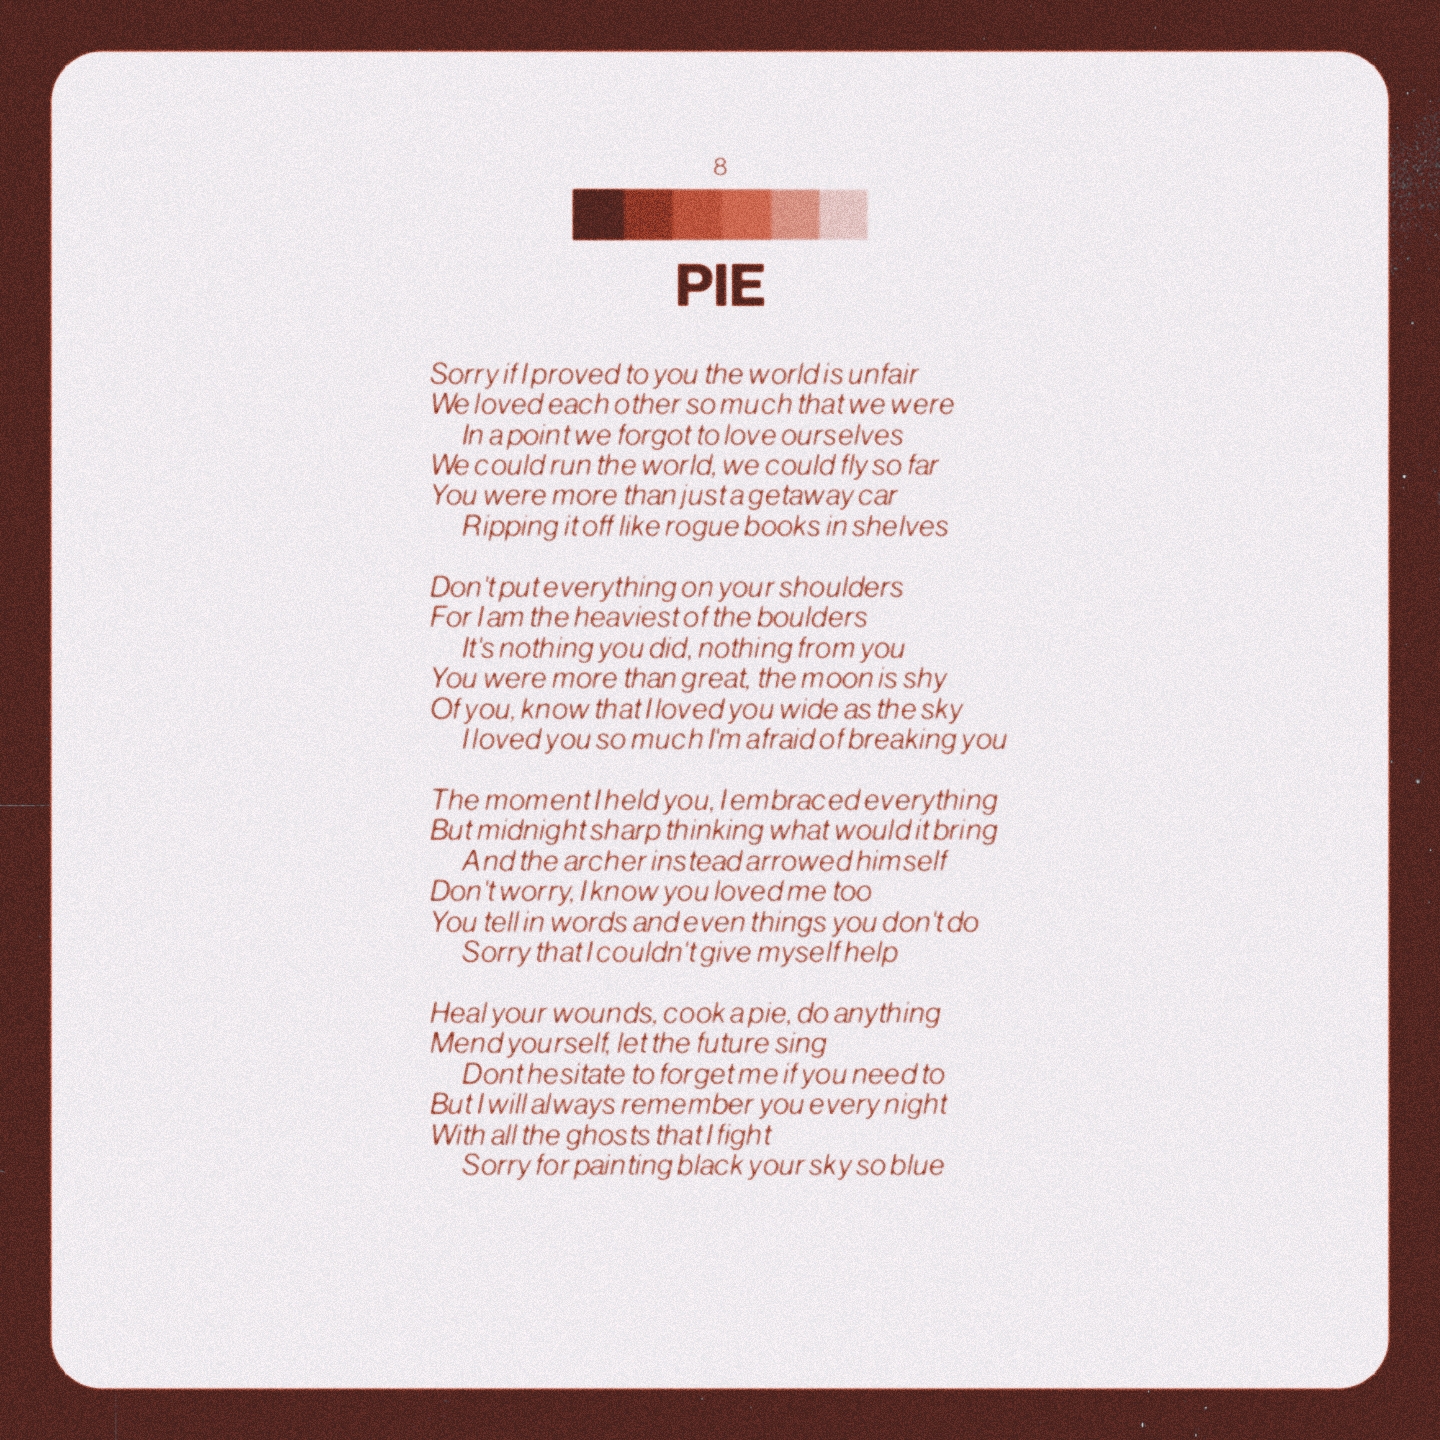 8
PIE
Sorry if I proved to you the world is unfair
We loved each other so much that we were
In a point we forgot to love ourselves
We could run the world, we could fly so far
You were more than just a getaway car
Ripping it off like rogue books in shelves
Don't put everything on your shoulders
For I am the heaviest of the boulders
It's nothing you did, nothing from you
You were more than great, the moon is shy
Of you, know that I loved you wide as the sky
I loved you so much I'm afraid of breaking you
The moment I held you, I embraced everything
But midnight sharp thinking what would it bring
And the archer instead arrowed himself
Don't worry, I know you loved me too
You tell in words and even things you don't do
Sorry that I couldn't give myself help
Heal your wounds, cook a pie, do anything
Mend yourself, let the future sing
Dont hesitate to forget me if you need to
But I will always remember you every night
With all the ghosts that I fight
Sorry for painting black your sky so blue